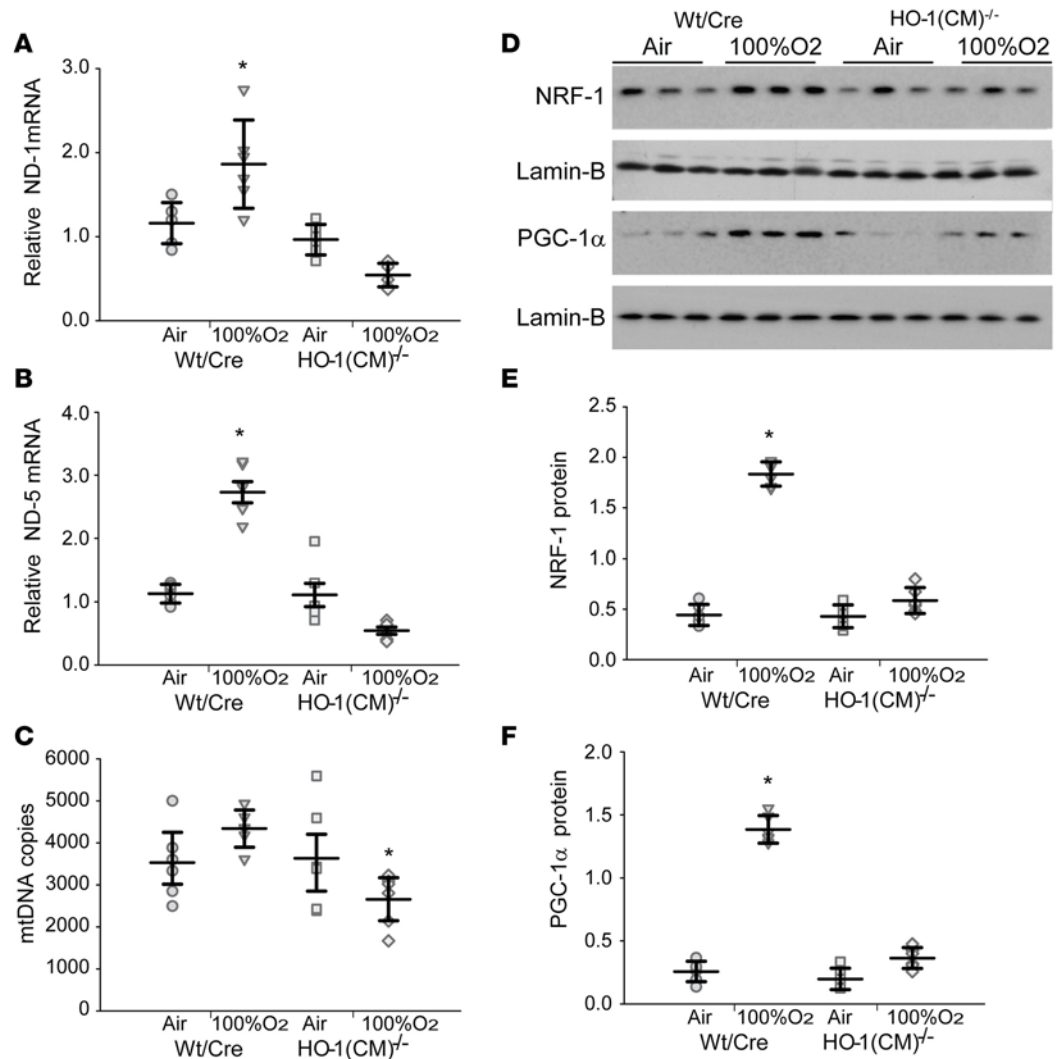 A
Relative ND-1mRNA
3.0
2.0
1.0
0.0
*
Air 100%O2 Air 100%O2
Wt/Cre HO-1(CM)-/-
B
Relative ND-5 mRNA
4.0
3.0
2.0
1.0
0.0
*
Air 100%O2 Air 100%O2
Wt/Cre HO-1(CM)-/-
C
mtDNA copies
6000
5000
4000
3000
2000
1000
0
*
Air 100%O2 Air 100%O2
Wt/Cre HO-1(CM)-/-
D
Wt/Cre HO-1(CM)-/-
Air 100%O2 Air 100%O2
NRF-1
Lamin-B
PGC-1α
Lamin-B
E
NRF-1 protein
2.5
2.0
1.5
1.0
0.5
0.0
*
Air 100%O2 Air 100%O2
Wt/Cre HO-1(CM)-/-
F
PGC-1α protein
2.0
1.5
1.0
0.5
0.0
*
Air 100%O2 Air 100%O2
Wt/Cre HO-1(CM)-/-